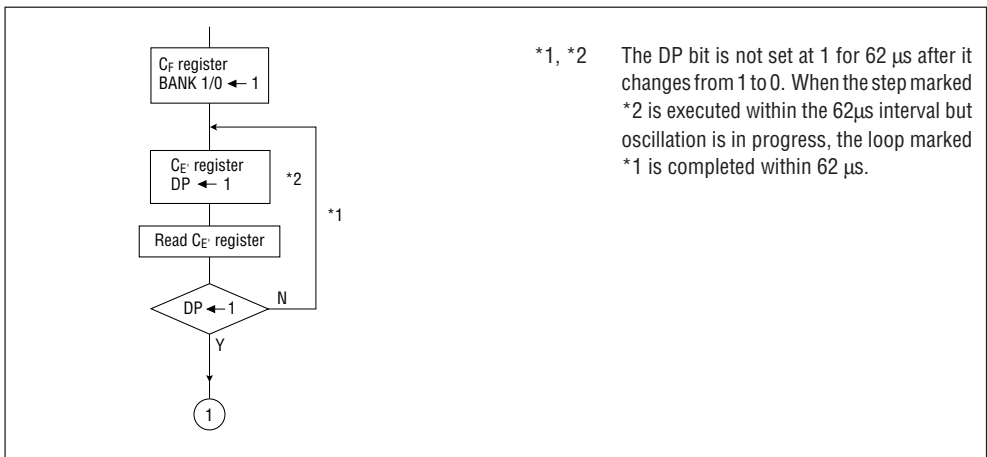 C_F register
BANK 1/0 ← 1
C_E' register
DP ← 1
*2
*1
Read C_E' register
DP ← 1
N
Y
1
*1, *2 The DP bit is not set at 1 for 62 µs after it
changes from 1 to 0. When the step marked
*2 is executed within the 62µs interval but
oscillation is in progress, the loop marked
*1 is completed within 62 µs.